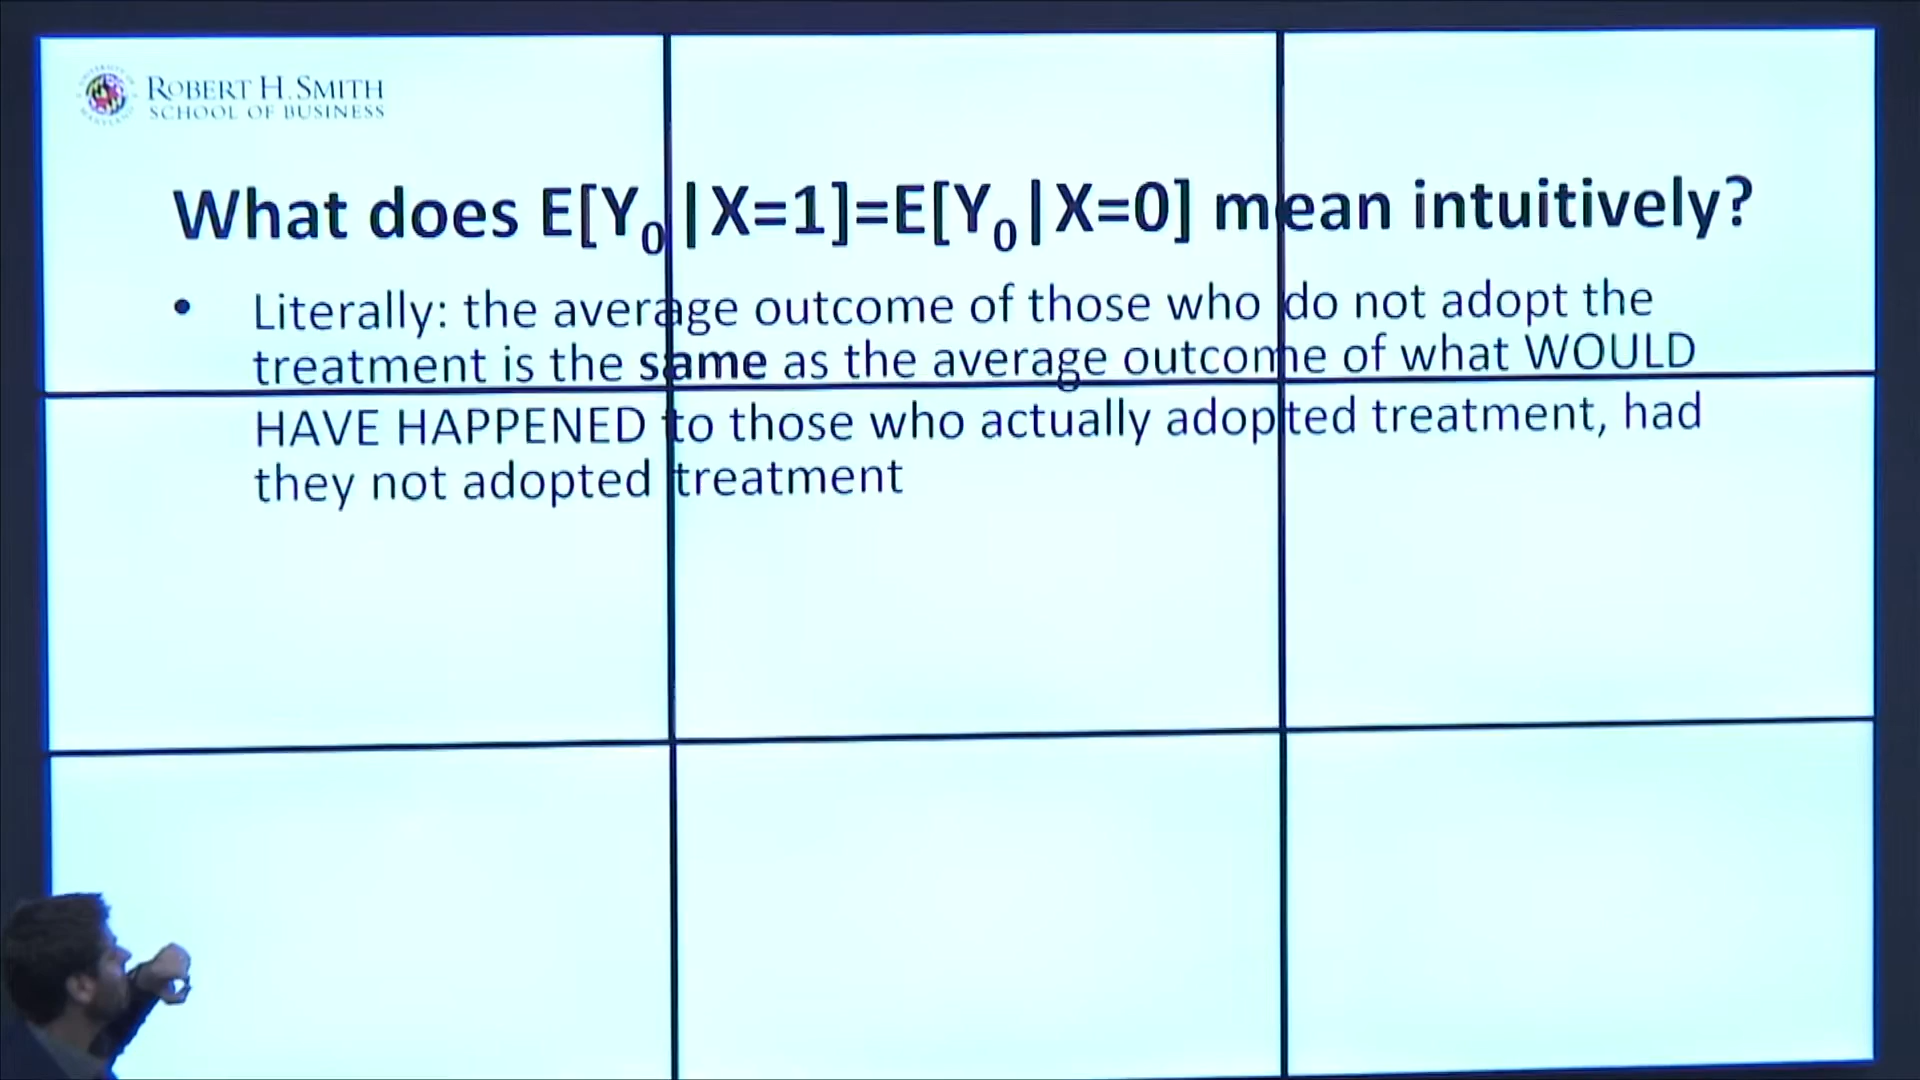 ROBERT H. SMITH
SCHOOL OF BUSINESS
What does E[Y₀|X=1]=E[Y₀|X=0] mean intuitively?
• Literally: the average outcome of those who do not adopt the
treatment is the same as the average outcome of what WOULD
HAVE HAPPENED to those who actually adopted treatment, had
they not adopted treatment